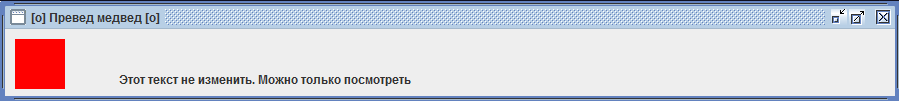 [o] Превед медвед [o]
Этот текст не изменить. Можно только посмотреть